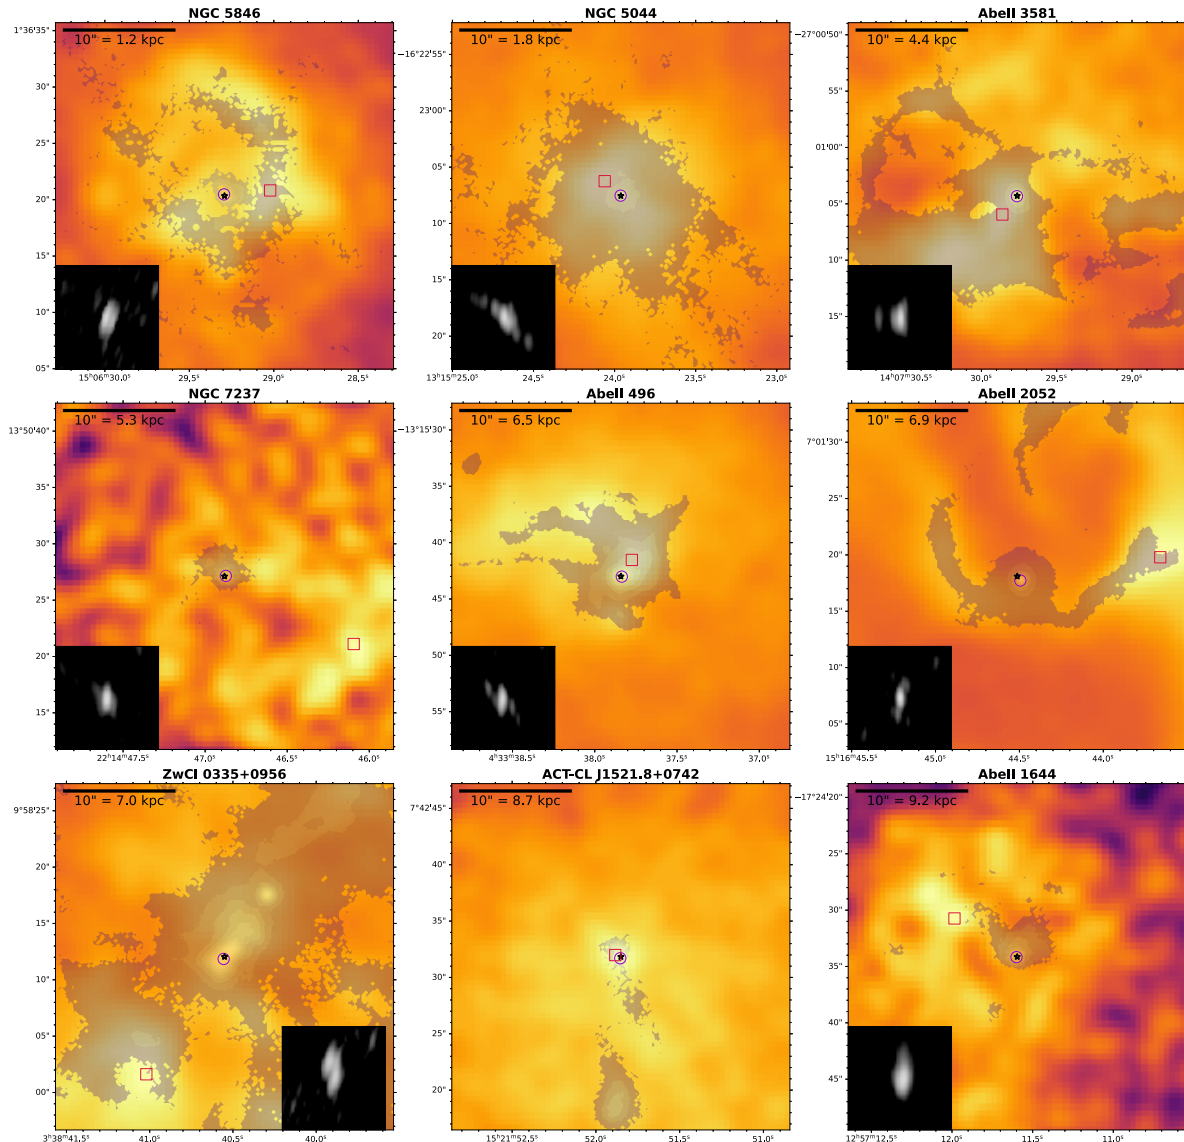 NGC 5846
10" = 1.2 kpc
1°36'35"
30"
25"
20"
15"
10"
05"
15ʰ06ᵐ30,0ˢ
29,5ˢ
29,0ˢ
28,5ˢ
NGC 5044
10" = 1.8 kpc
−16°22'55"
23'00"
05"
10"
15"
20"
13ʰ15ᵐ25,0ˢ
24,5ˢ
24,0ˢ
23,5ˢ
22,9ˢ
Abell 3581
10" = 4.4 kpc
−27°00'50"
55"
01'00"
05"
10"
15"
14ʰ07ᵐ30,5ˢ
30,0ˢ
29,5ˢ
29,0ˢ
NGC 7237
10" = 5.3 kpc
13°50'40"
35"
30"
25"
20"
15"
22ʰ14ᵐ47,5ˢ
47,0ˢ
46,5ˢ
46,0ˢ
Abell 496
10" = 6.5 kpc
−13°15'30"
35"
40"
45"
50"
55"
4ʰ33ᵐ38,5ˢ
38,0ˢ
37,5ˢ
37,0ˢ
Abell 2052
10" = 6.9 kpc
7°01'30"
20"
15"
10"
05"
15ʰ16ᵐ45,5ˢ
45,0ˢ
44,5ˢ
44,0ˢ
ZwCl 0335+0956
10" = 7.0 kpc
9°58'25"
20"
15"
10"
05"
00"
3ʰ38ᵐ41,5ˢ
41,0ˢ
40,5ˢ
40,0ˢ
ACT-CL J1521.8+0742
10" = 8.7 kpc
7°42'45"
40"
35"
30"
25"
20"
15ʰ21ᵐ52,5ˢ
52,0ˢ
51,5ˢ
51,0ˢ
Abell 1644
10" = 9.2 kpc
−17°24'20"
25"
30"
35"
40"
45"
12ʰ57ᵐ12,5ˢ
12,0ˢ
11,5ˢ
11,0ˢ